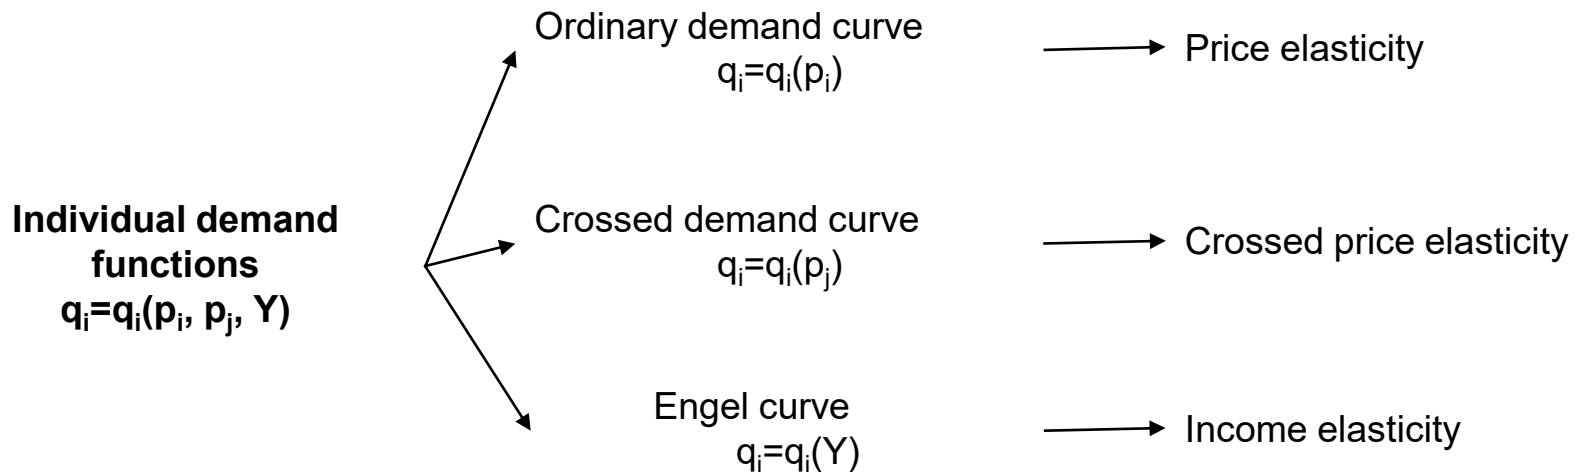 Ordinary demand curve
qᵢ=qᵢ(pᵢ)
Price elasticity
Individual demand
functions
qᵢ=qᵢ(pᵢ, pⱼ, Y)
Crossed demand curve
qᵢ=qᵢ(pⱼ)
Crossed price elasticity
Engel curve
qᵢ=qᵢ(Y)
Income elasticity